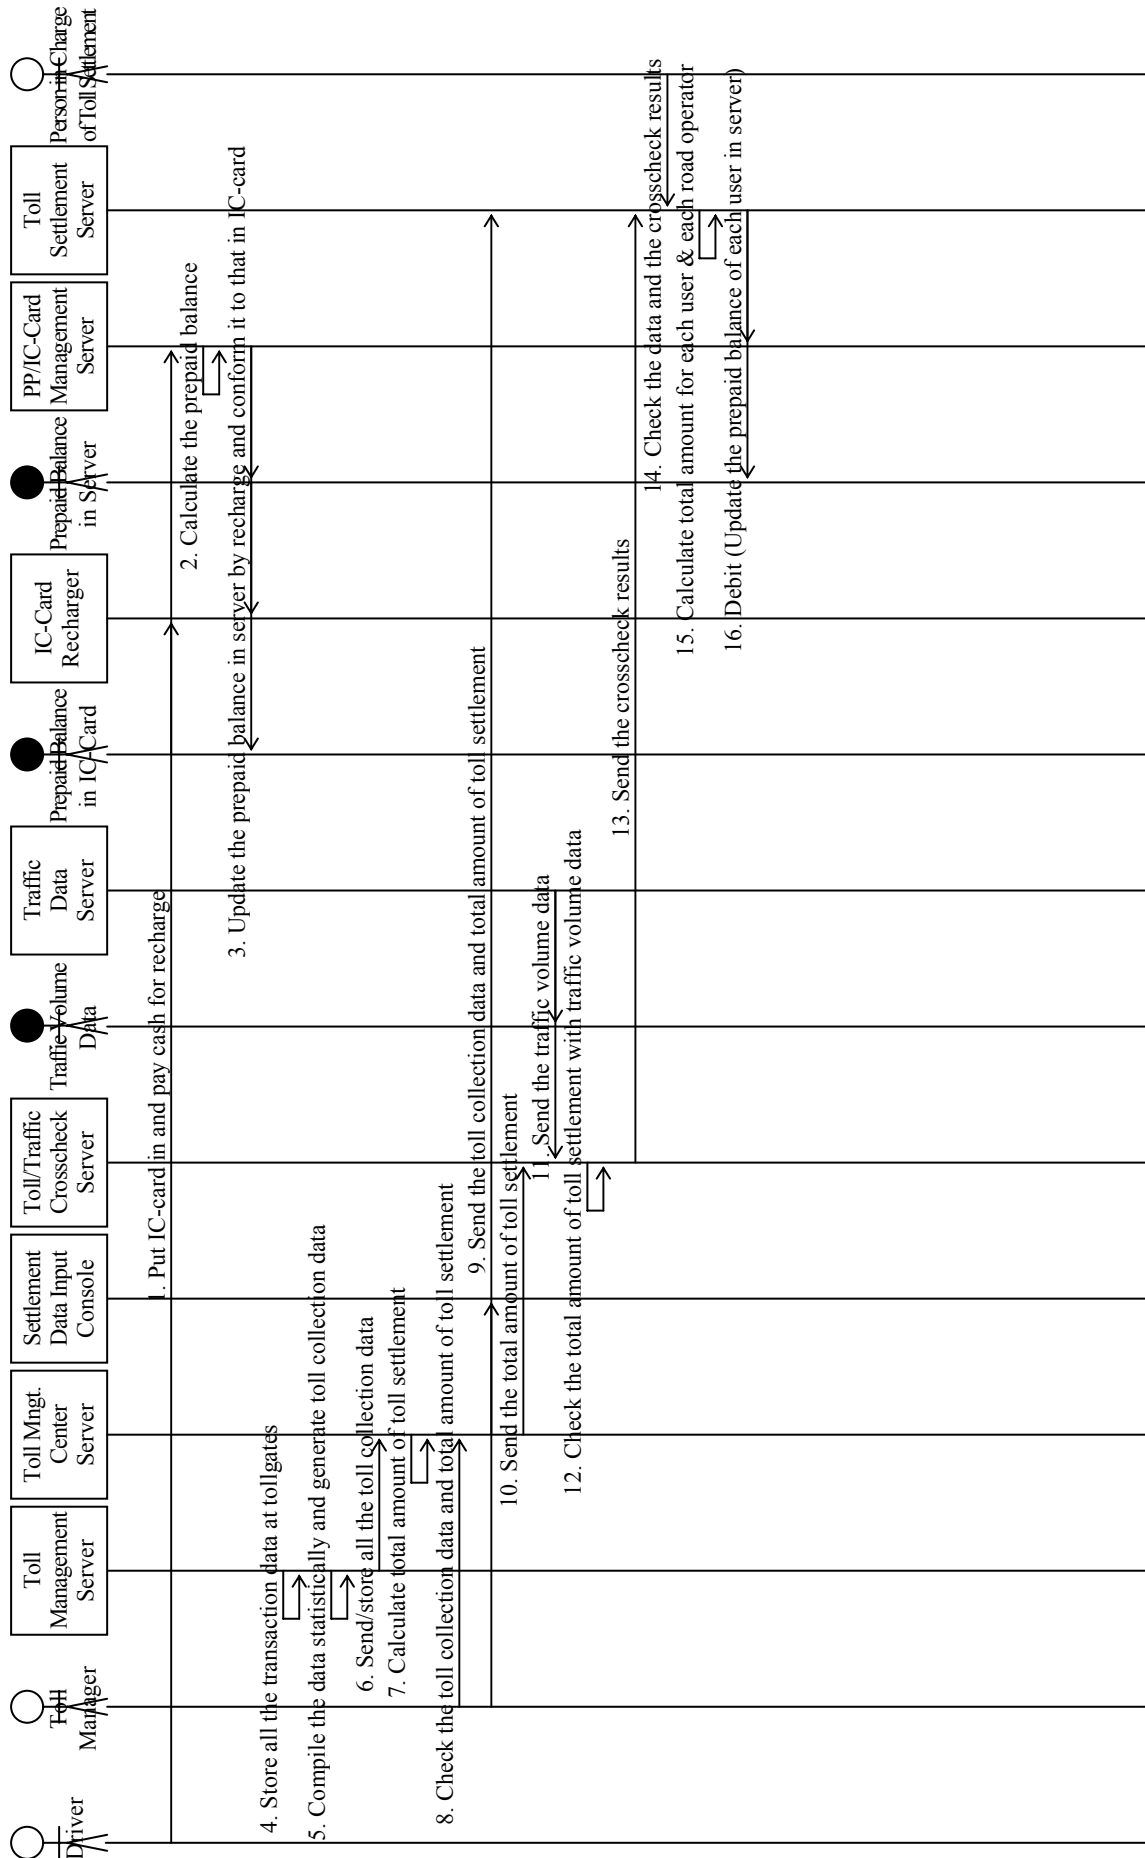 Driver
Toll
Manager
Toll
Management
Server
Toll Mngt.
Center
Server
Settlement
Data Input
Console
Toll/Traffic
Crosscheck
Server
Traffic Volume
Data
Traffic
Data
Server
Prepaid Balance
in IC-Card
IC-Card
Recharger
Prepaid Balance
in Server
PP/IC-Card
Management
Server
Toll
Settlement
Server
Person in Charge
of Toll Settlement
1. Put IC-card in and pay cash for recharge
2. Calculate the prepaid balance
3. Update the prepaid balance in server by recharge and conform it to that in IC-card
4. Store all the transaction data at tollgates
5. Compile the data statistically and generate toll collection data
6. Send/store all the toll collection data
7. Calculate total amount of toll settlement
8. Check the toll collection data and total amount of toll settlement
9. Send the toll collection data and total amount of toll settlement
10. Send the total amount of toll settlement
11. Send the traffic volume data
12. Check the total amount of toll settlement with traffic volume data
13. Send the crosscheck results
14. Check the data and the crosscheck results
15. Calculate total amount for each user & each road operator
16. Debit (Update the prepaid balance of each user in server)